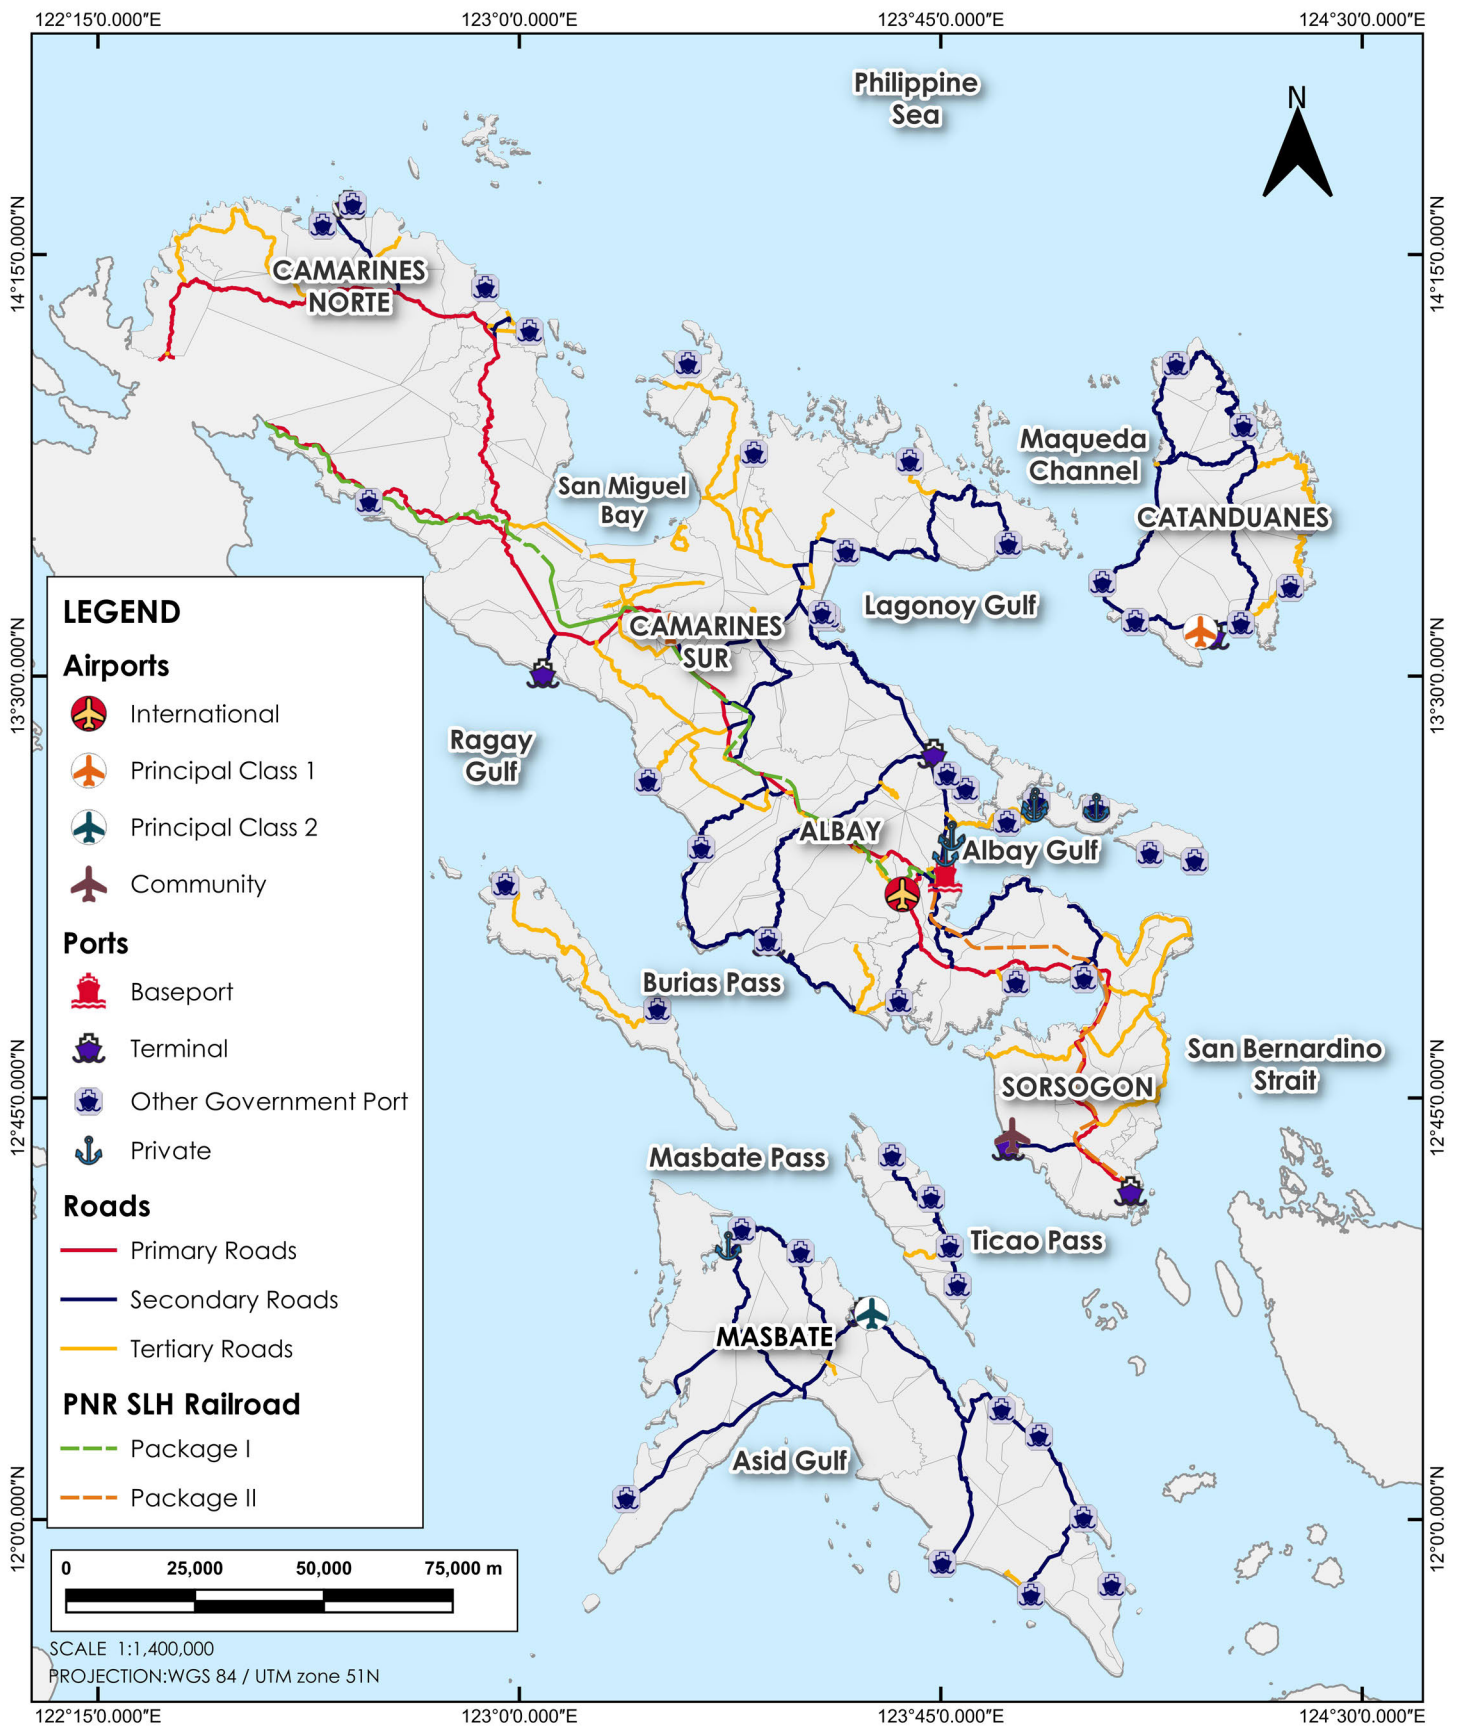 122°15'0.000"E
123°0'0.000"E
123°45'0.000"E
124°30'0.000"E
Philippine
Sea
N
14°15'0.000"N
14°15'0.000"N
CAMARINES
NORTE
Maqueda
Channel
San Miguel
Bay
CATANDUANES
Lagonoy Gulf
CAMARINES
SUR
13°30'0.000"N
13°30'0.000"N
Ragay
Gulf
ALBAY
Albay Gulf
Burias Pass
San Bernardino
Strait
SORSOGON
12°45'0.000"N
12°45'0.000"N
Masbate Pass
Ticao Pass
MASBATE
Asid Gulf
12°0'0.000"N
12°0'0.000"N
LEGEND
Airports
International
Principal Class 1
Principal Class 2
Community
Ports
Baseport
Terminal
Other Government Port
Private
Roads
Primary Roads
Secondary Roads
Tertiary Roads
PNR SLH Railroad
Package I
Package II
0 25,000 50,000 75,000 m
SCALE 1:1,400,000
PROJECTION:WGS 84 / UTM zone 51N
122°15'0.000"E
123°0'0.000"E
123°45'0.000"E
124°30'0.000"E